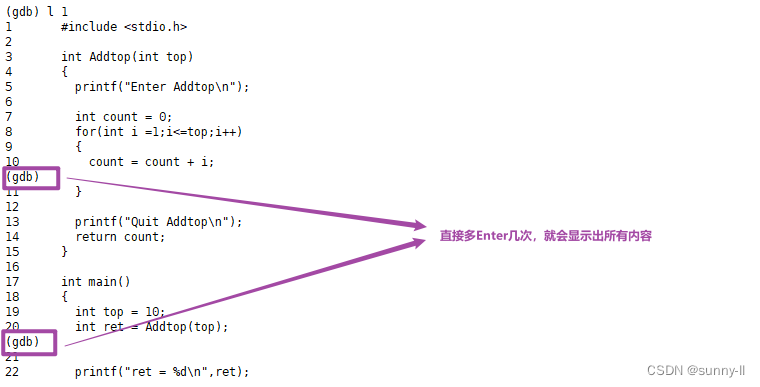 (gdb) l 1
1       #include <stdio.h>
2
3       int Addtop(int top)
4       {
5         printf("Enter Addtop\n");
6
7         int count = 0;
8         for(int i =1;i<=top;i++)
9         {
10          count = count + i;
(gdb)
11        }
12
13        printf("Quit Addtop\n");
14        return count;
15      }
16
17      int main()
18      {
19        int top = 10;
20        int ret = Addtop(top);
(gdb)
21
22        printf("ret = %d\n",ret);
直接多Enter几次，就会显示出所有内容
CSDN @sunny-ll